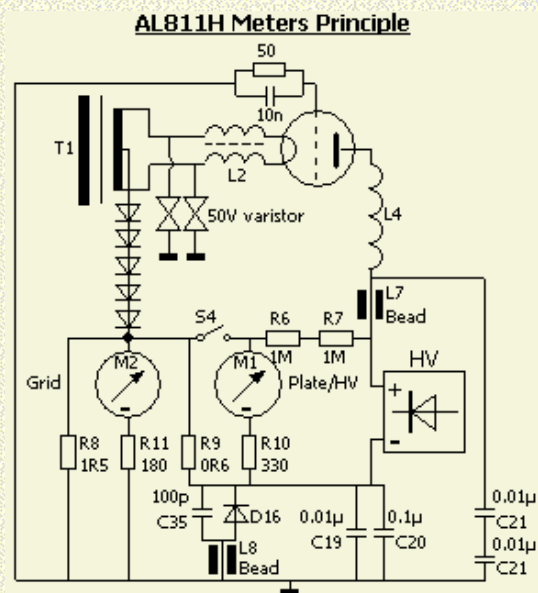 AL811H Meters Principle
50
10n
T1
L2
50V varistor
L4
L7
Bead
S4
R6
R7
1M
1M
HV
M2
M1
Grid
Plate/HV
+
-
-
-
R8
1R5
R11
180
R9
0R6
R10
330
100p
C35
D16
0.01µ
C19
0.1µ
C20
0.01µ
C21
0.01µ
C21
L8
Bead